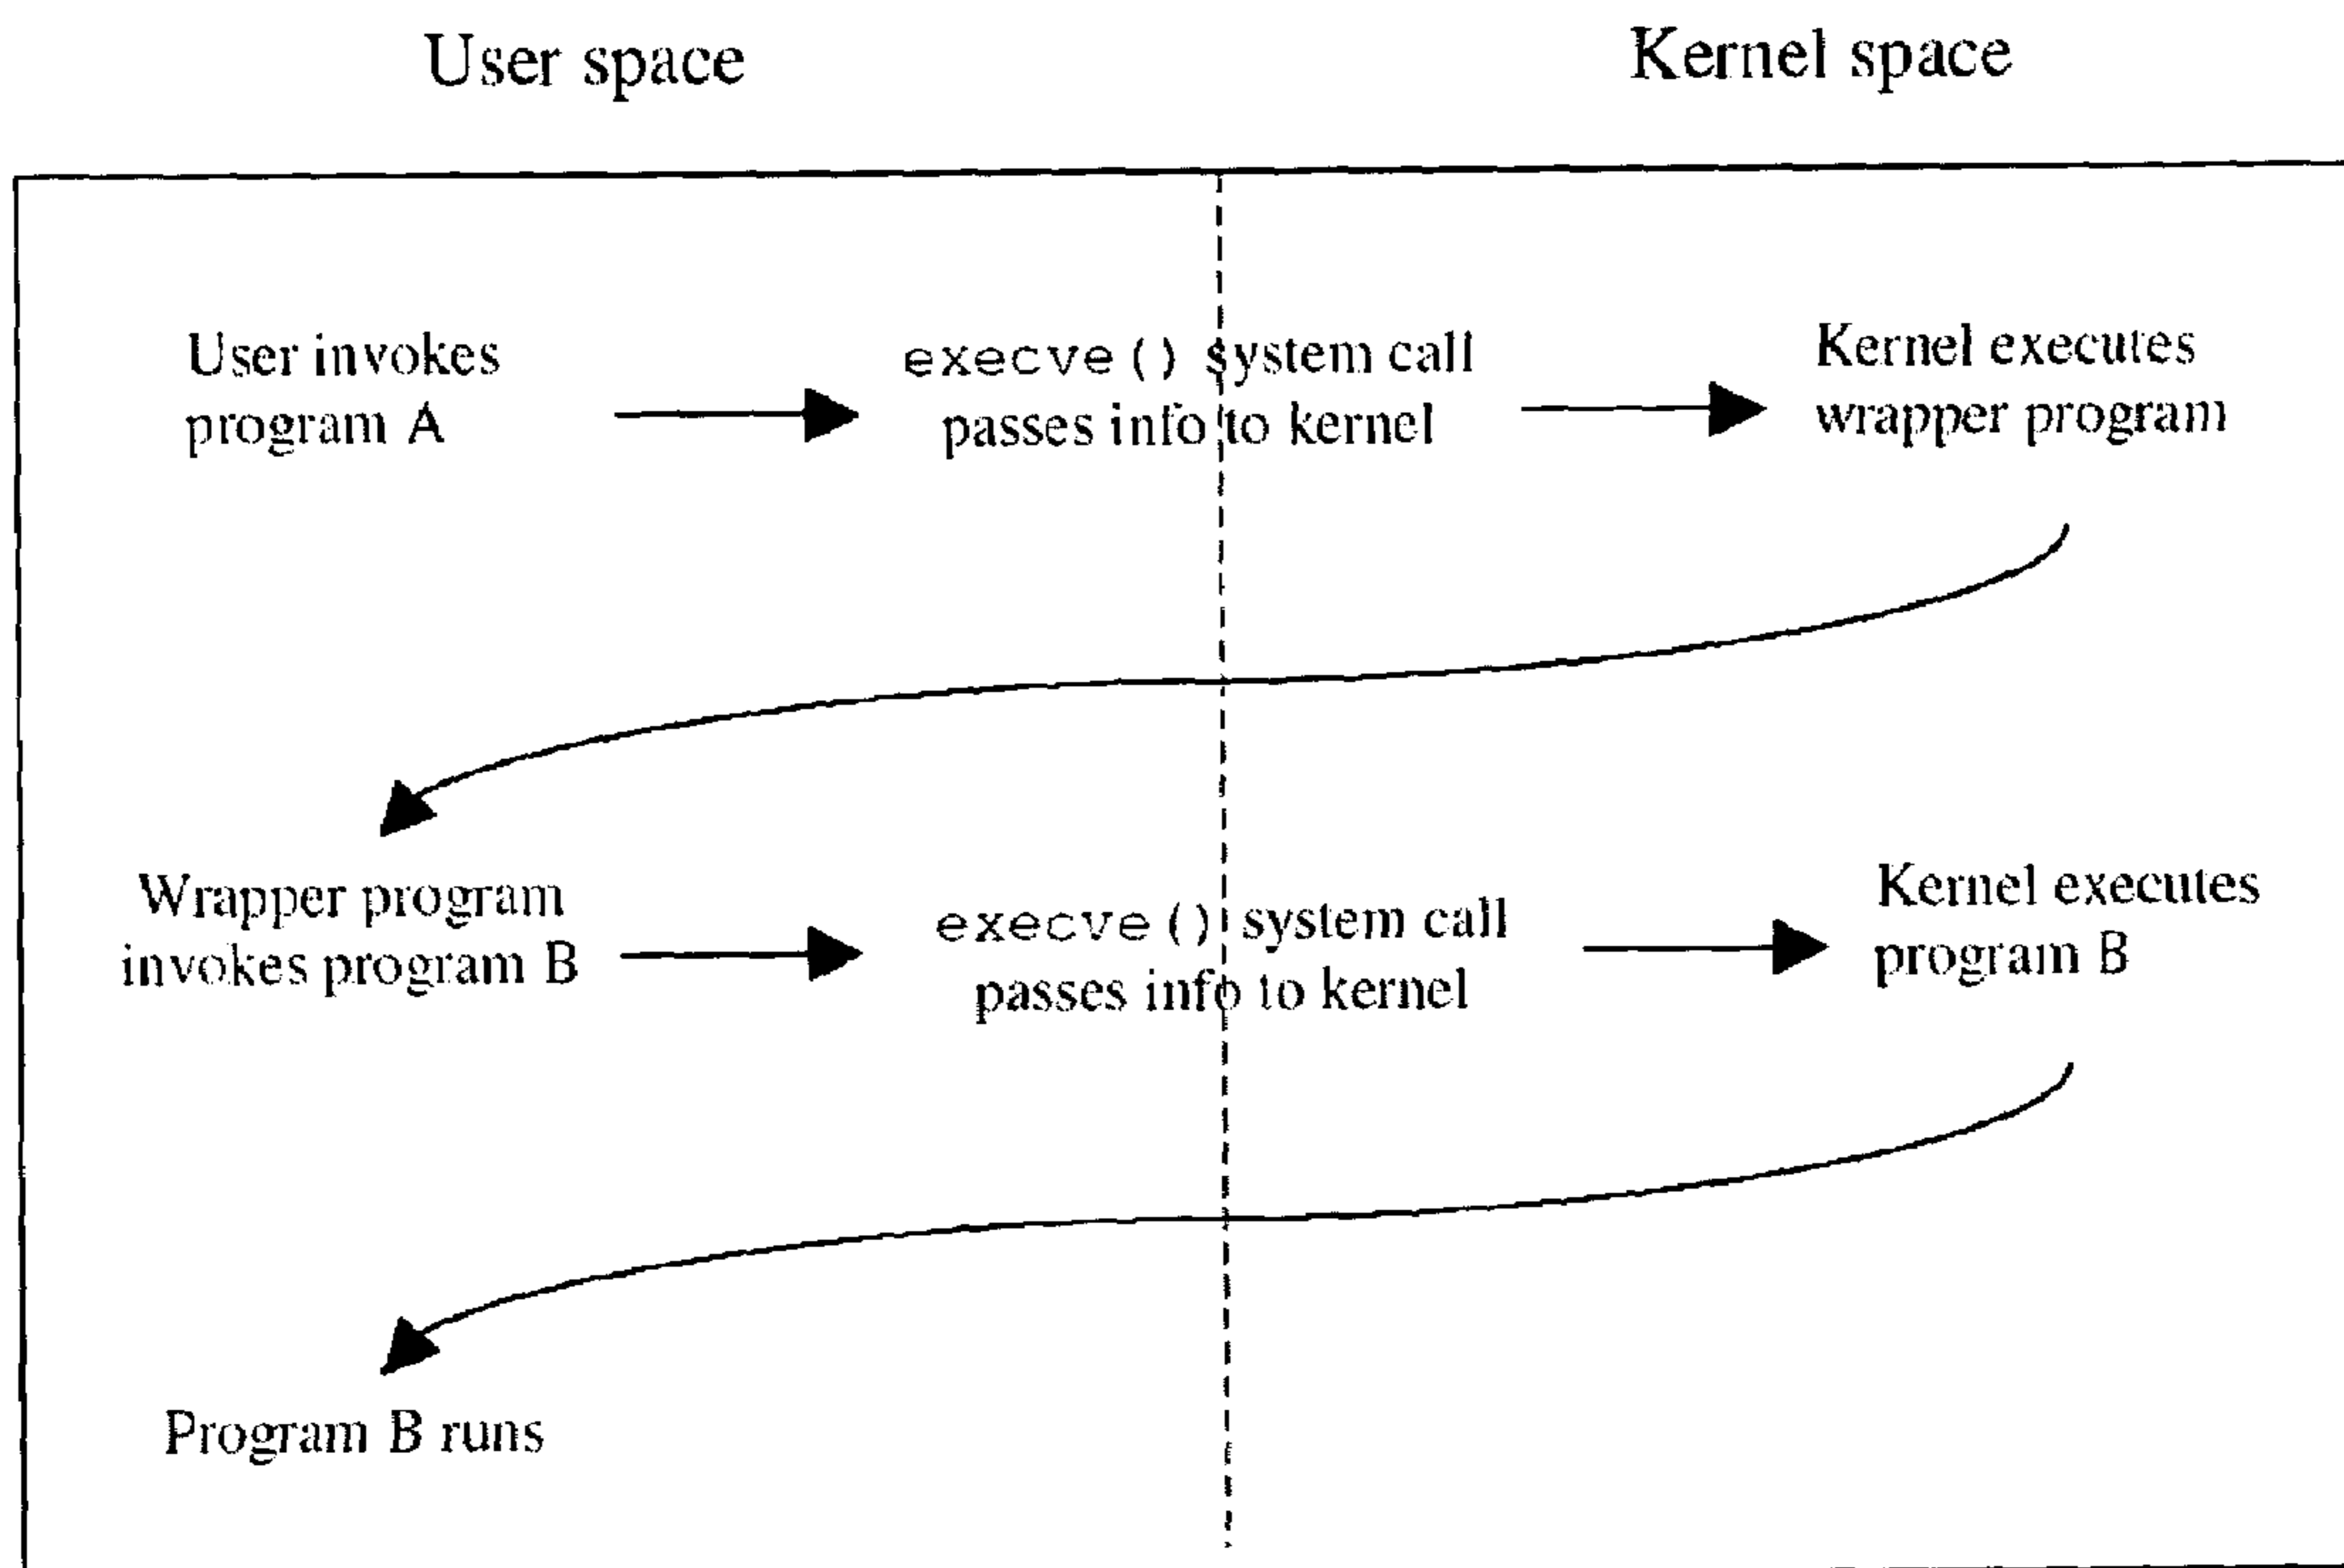 User space
Kernel space
User invokes
program A
execve() system call
passes info to kernel
Kernel executes
wrapper program
Wrapper program
invokes program B
execve() system call
passes info to kernel
Kernel executes
program B
Program B runs